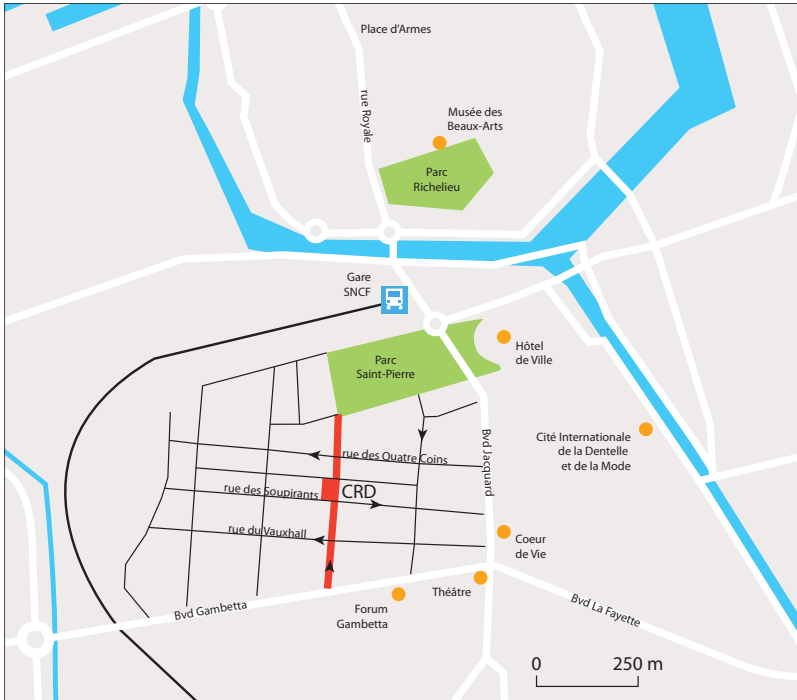 Place d'Armes
rue Royale
Musée des
Beaux-Arts
Parc
Richelieu
Gare
SNCF
Hôtel
de Ville
Parc
Saint-Pierre
Bvd Jacquard
Cité Internationale
de la Dentelle
et de la Mode
rue des Quatre Coins
rue des Soupirants
CRD
rue du Vauxhall
Coeur
de Vie
Théâtre
Forum
Gambetta
Bvd Gambetta
Bvd La Fayette
0 250 m